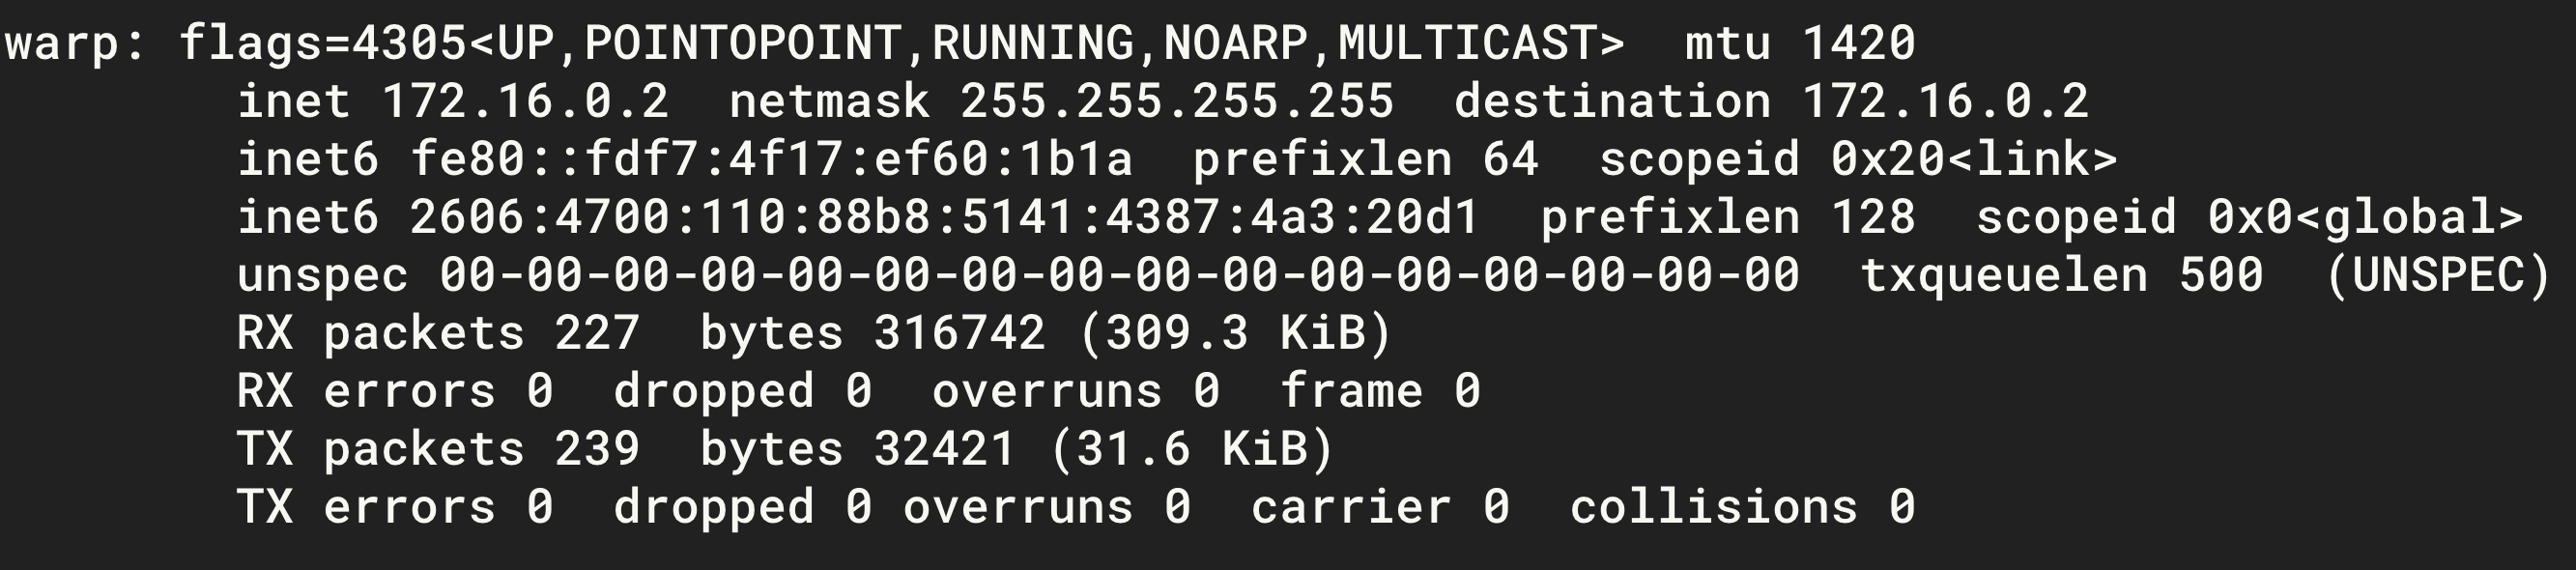 warp: flags=4305<UP,POINTOPOINT,RUNNING,NOARP,MULTICAST>  mtu 1420
        inet 172.16.0.2  netmask 255.255.255.255  destination 172.16.0.2
        inet6 fe80::fdf7:4f17:ef60:1b1a  prefixlen 64  scopeid 0x20<link>
        inet6 2606:4700:110:88b8:5141:4387:4a3:20d1  prefixlen 128  scopeid 0x0<global>
        unspec 00-00-00-00-00-00-00-00-00-00-00-00-00-00-00-00  txqueuelen 500  (UNSPEC)
        RX packets 227  bytes 316742 (309.3 KiB)
        RX errors 0  dropped 0  overruns 0  frame 0
        TX packets 239  bytes 32421 (31.6 KiB)
        TX errors 0  dropped 0 overruns 0  carrier 0  collisions 0